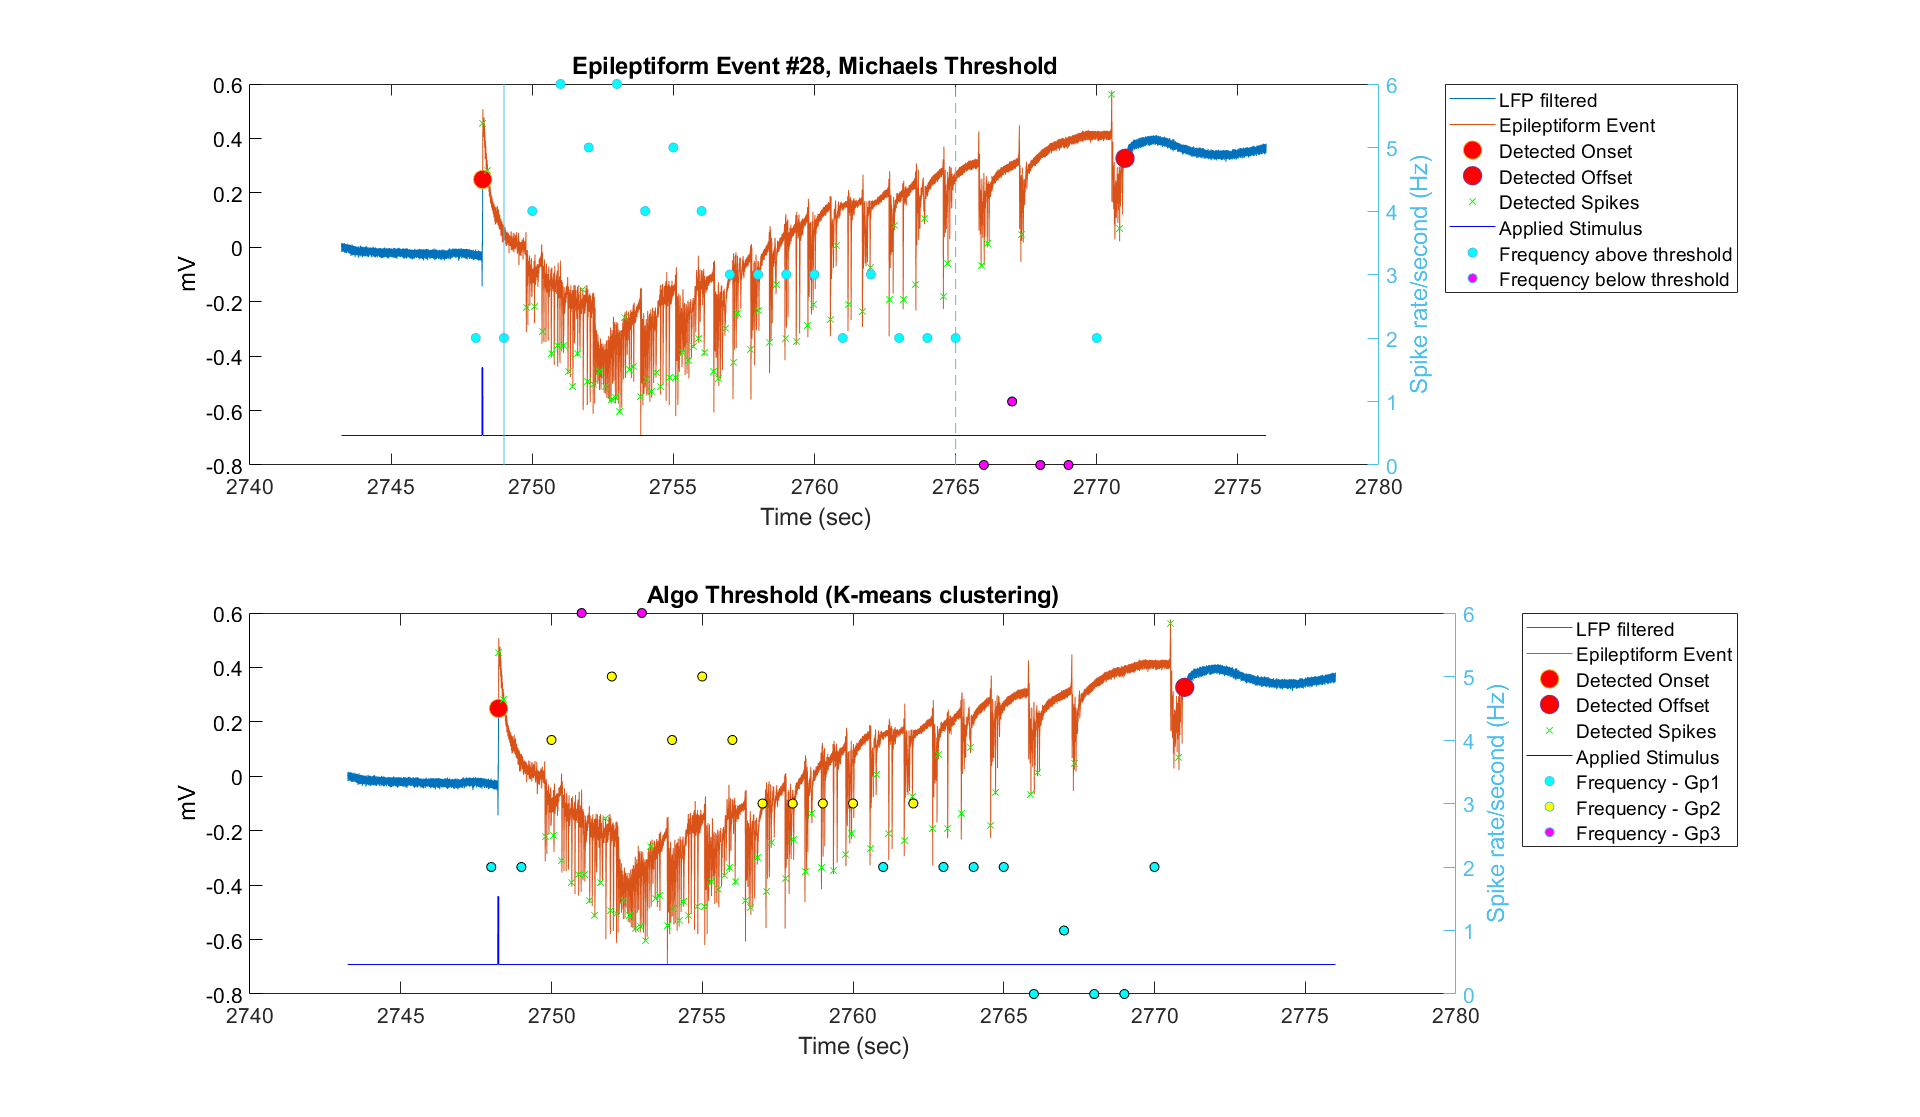 Epileptiform Event #28, Michaels Threshold
0.6
0.4
0.2
0
-0.2
-0.4
-0.6
-0.8
mV
2740 2745 2750 2755 2760 2765 2770 2775 2780
Time (sec)
6
5
4
3
2
1
0
Spike rate/second (Hz)
LFP filtered
Epileptiform Event
Detected Onset
Detected Offset
Detected Spikes
Applied Stimulus
Frequency above threshold
Frequency below threshold
Algo Threshold (K-means clustering)
0.6
0.4
0.2
0
-0.2
-0.4
-0.6
-0.8
mV
2740 2745 2750 2755 2760 2765 2770 2775 2780
Time (sec)
6
5
4
3
2
1
0
Spike rate/second (Hz)
LFP filtered
Epileptiform Event
Detected Onset
Detected Offset
Detected Spikes
Applied Stimulus
Frequency - Gp1
Frequency - Gp2
Frequency - Gp3